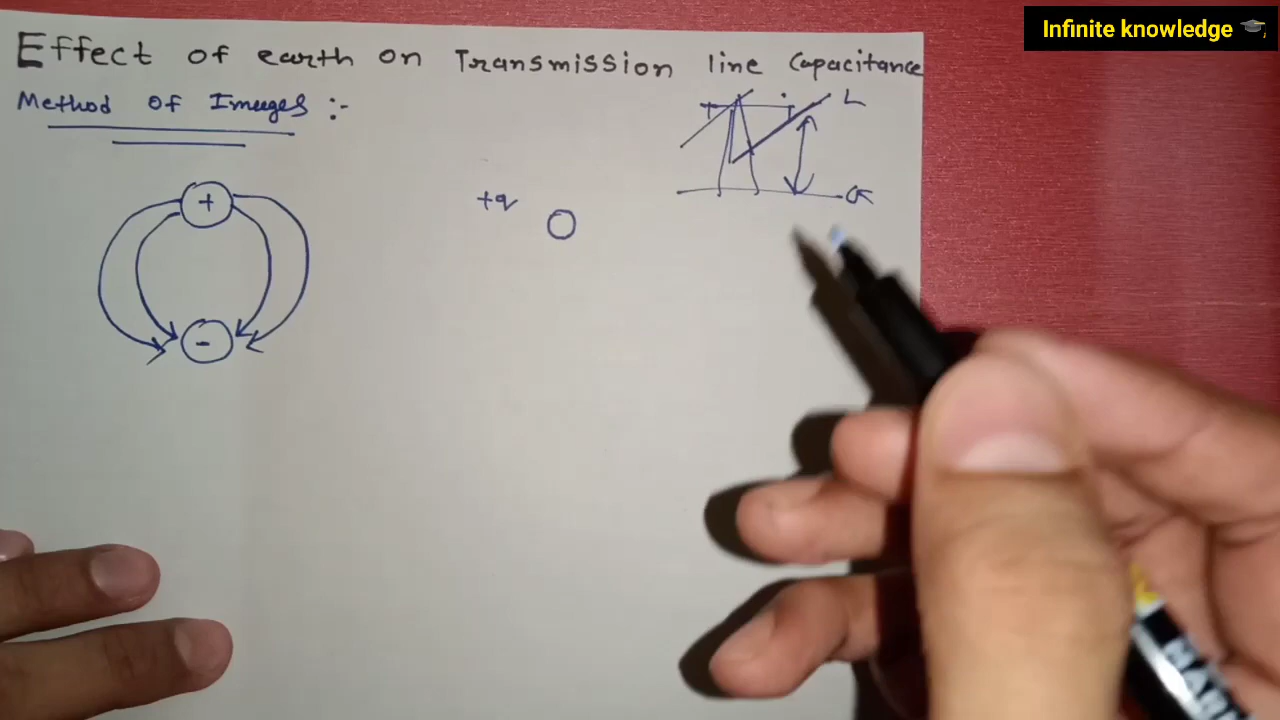 Infinite knowledge 🎓
Effect of earth on Transmission line Capacitance
Method of Images :-
L
+
+q
-